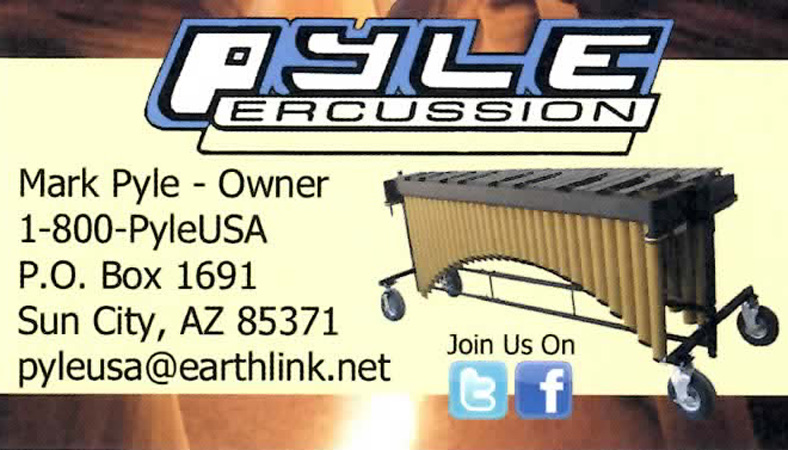 PYLE
PERCUSSION
Mark Pyle - Owner
1-800-PyleUSA
P.O. Box 1691
Sun City, AZ 85371
pyleusa@earthlink.net
Join Us On
t f